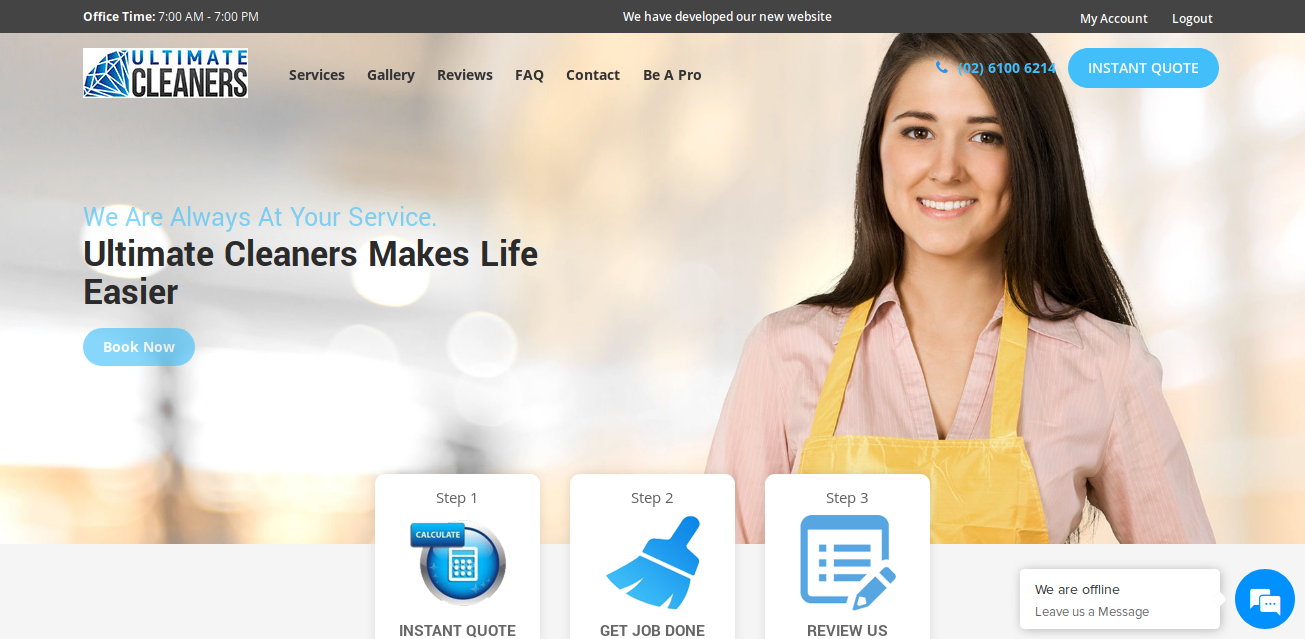 Office Time: 7:00 AM - 7:00 PM
We have developed our new website
My Account
Logout
ULTIMATE
CLEANERS
Services
Gallery
Reviews
FAQ
Contact
Be A Pro
(02) 6100 6214
INSTANT QUOTE
We Are Always At Your Service.
Ultimate Cleaners Makes Life
Easier
Book Now
Step 1
CALCULATE
INSTANT QUOTE
Step 2
GET JOB DONE
Step 3
REVIEW US
We are offline
Leave us a Message